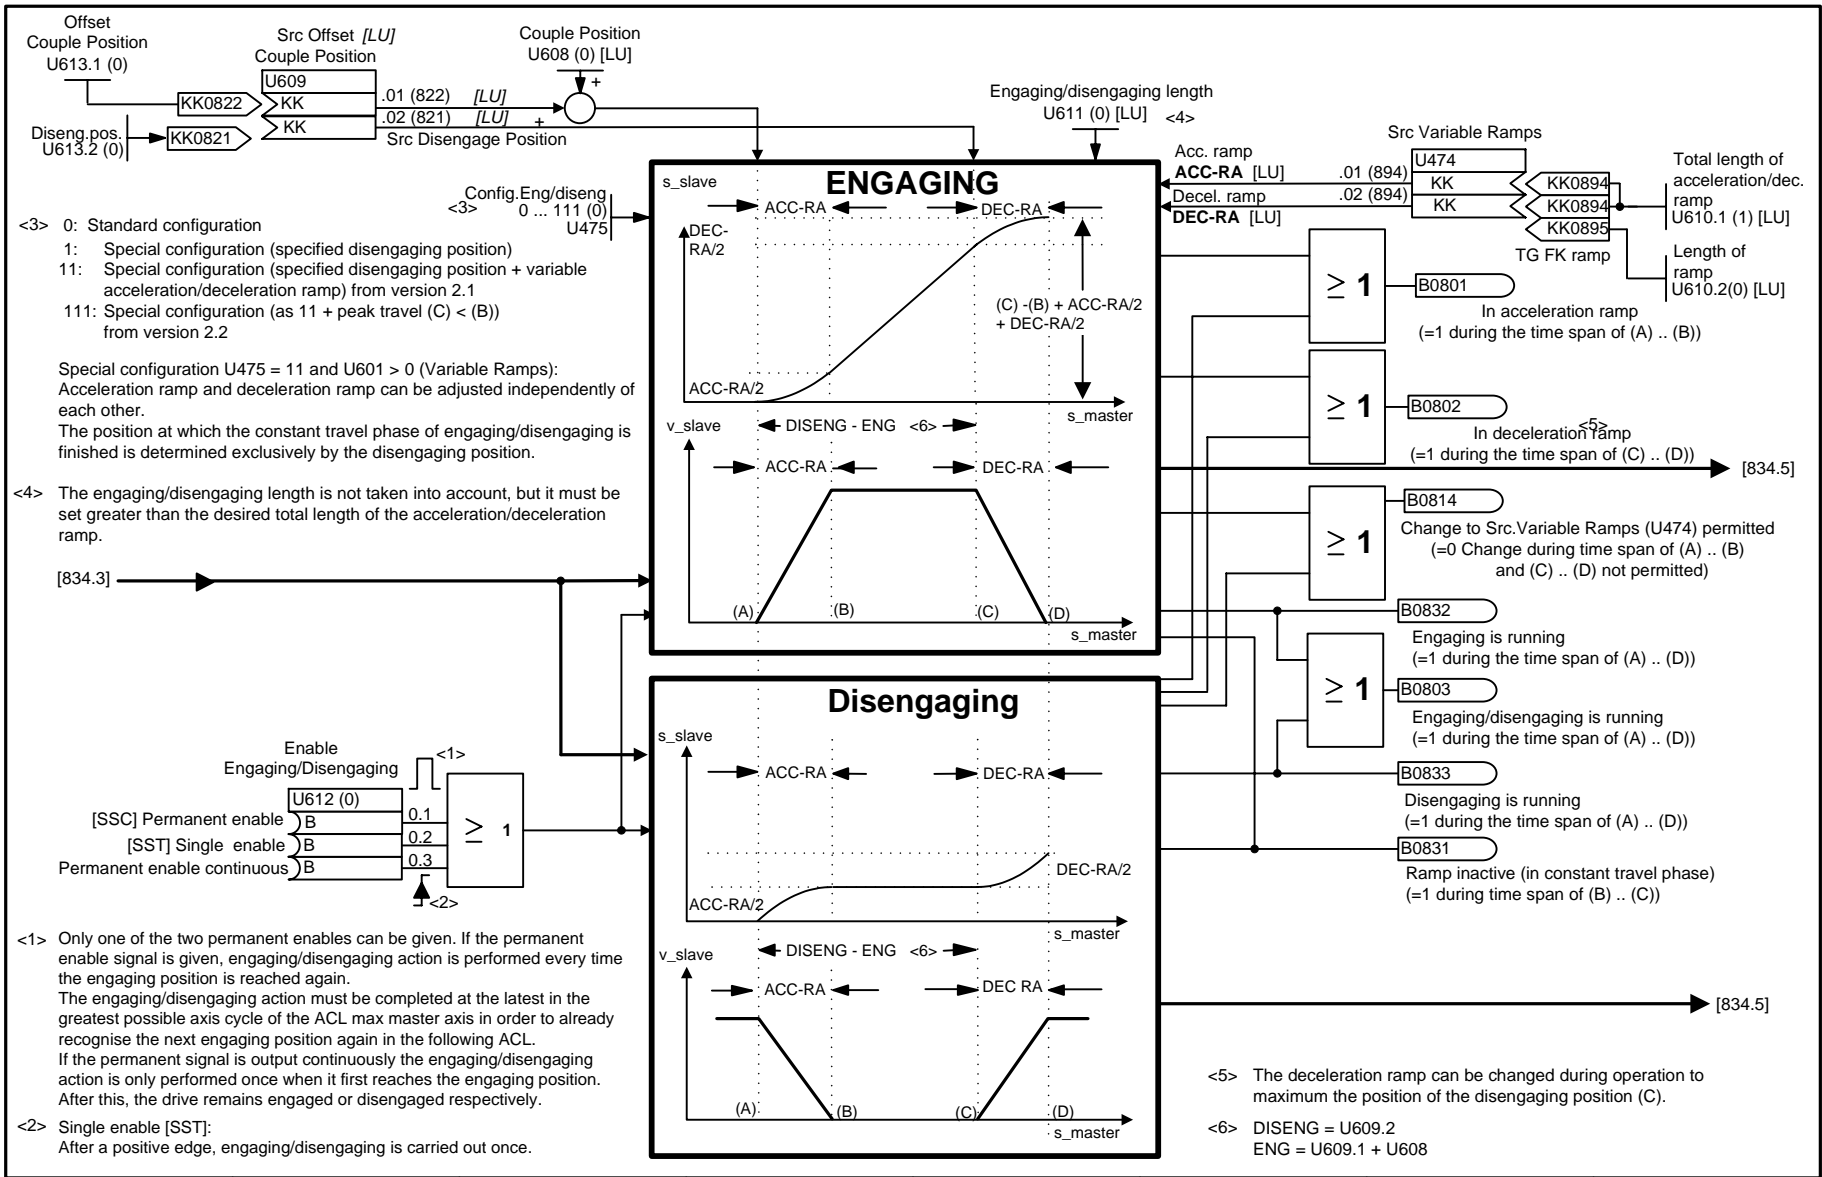 Offset
Couple Position
U613.1 (0)
Src Offset [LU]
Couple Position
U609
KK
KK
KK0822
Diseng.pos.
U613.2 (0)
KK0821
.01 (822) [LU]
.02 (821) [LU] +
Src Disengage Position
Couple Position
U608 (0) [LU]
+
Engaging/disengaging length
U611 (0) [LU] <4>
Src Variable Ramps
Acc. ramp
ACC-RA [LU]
.01 (894)
Decel. ramp
.02 (894)
DEC-RA [LU]
U474
KK
KK
KK0894
KK0894
KK0895
TG FK ramp
Total length of
acceleration/dec.
ramp
U610.1 (1) [LU]
Length of
ramp
U610.2(0) [LU]
Config.Eng/diseng
<3> 0 ... 111 (0)
U475
<3> 0: Standard configuration
1: Special configuration (specified disengaging position)
11: Special configuration (specified disengaging position + variable
acceleration/deceleration ramp) from version 2.1
111: Special configuration (as 11 + peak travel (C) < (B))
from version 2.2
Special configuration U475 = 11 and U601 > 0 (Variable Ramps):
Acceleration ramp and deceleration ramp can be adjusted independently of
each other.
The position at which the constant travel phase of engaging/disengaging is
finished is determined exclusively by the disengaging position.
<4> The engaging/disengaging length is not taken into account, but it must be
set greater than the desired total length of the acceleration/deceleration
ramp.
[834.3]
ENGAGING
s_slave
ACC-RA
DEC-RA
DEC-
RA/2
(C) -(B) + ACC-RA/2
+ DEC-RA/2
ACC-RA/2
s_master
v_slave
DISENG - ENG <6>
ACC-RA
DEC-RA
(A)
(B)
(C)
(D)
s_master
≥ 1
B0801
In acceleration ramp
(=1 during the time span of (A) .. (B))
≥ 1
B0802
<5>
In deceleration ramp
(=1 during the time span of (C) .. (D))
[834.5]
≥ 1
B0814
Change to Src.Variable Ramps (U474) permitted
(=0 Change during time span of (A) .. (B)
and (C) .. (D) not permitted)
B0832
Engaging is running
(=1 during the time span of (A) .. (D))
≥ 1
B0803
Engaging/disengaging is running
(=1 during the time span of (A) .. (D))
B0833
Disengaging is running
(=1 during the time span of (A) .. (D))
B0831
Ramp inactive (in constant travel phase)
(=1 during time span of (B) .. (C))
Disengaging
s_slave
ACC-RA
DEC-RA
DEC-RA/2
ACC-RA/2
s_master
v_slave
DISENG - ENG <6>
ACC-RA
DEC RA
(A)
(B)
(C)
(D)
s_master
[834.5]
Enable
Engaging/Disengaging
<1>
U612 (0)
[SSC] Permanent enable
B
0.1
[SST] Single enable
B
0.2
Permanent enable continuous
B
0.3
≥ 1
<2>
<1> Only one of the two permanent enables can be given. If the permanent
enable signal is given, engaging/disengaging action is performed every time
the engaging position is reached again.
The engaging/disengaging action must be completed at the latest in the
greatest possible axis cycle of the ACL max master axis in order to already
recognise the next engaging position again in the following ACL.
If the permanent signal is output continuously the engaging/disengaging
action is only performed once when it first reaches the engaging position.
After this, the drive remains engaged or disengaged respectively.
<2> Single enable [SST]:
After a positive edge, engaging/disengaging is carried out once.
<5> The deceleration ramp can be changed during operation to
maximum the position of the disengaging position (C).
<6> DISENG = U609.2
ENG = U609.1 + U608